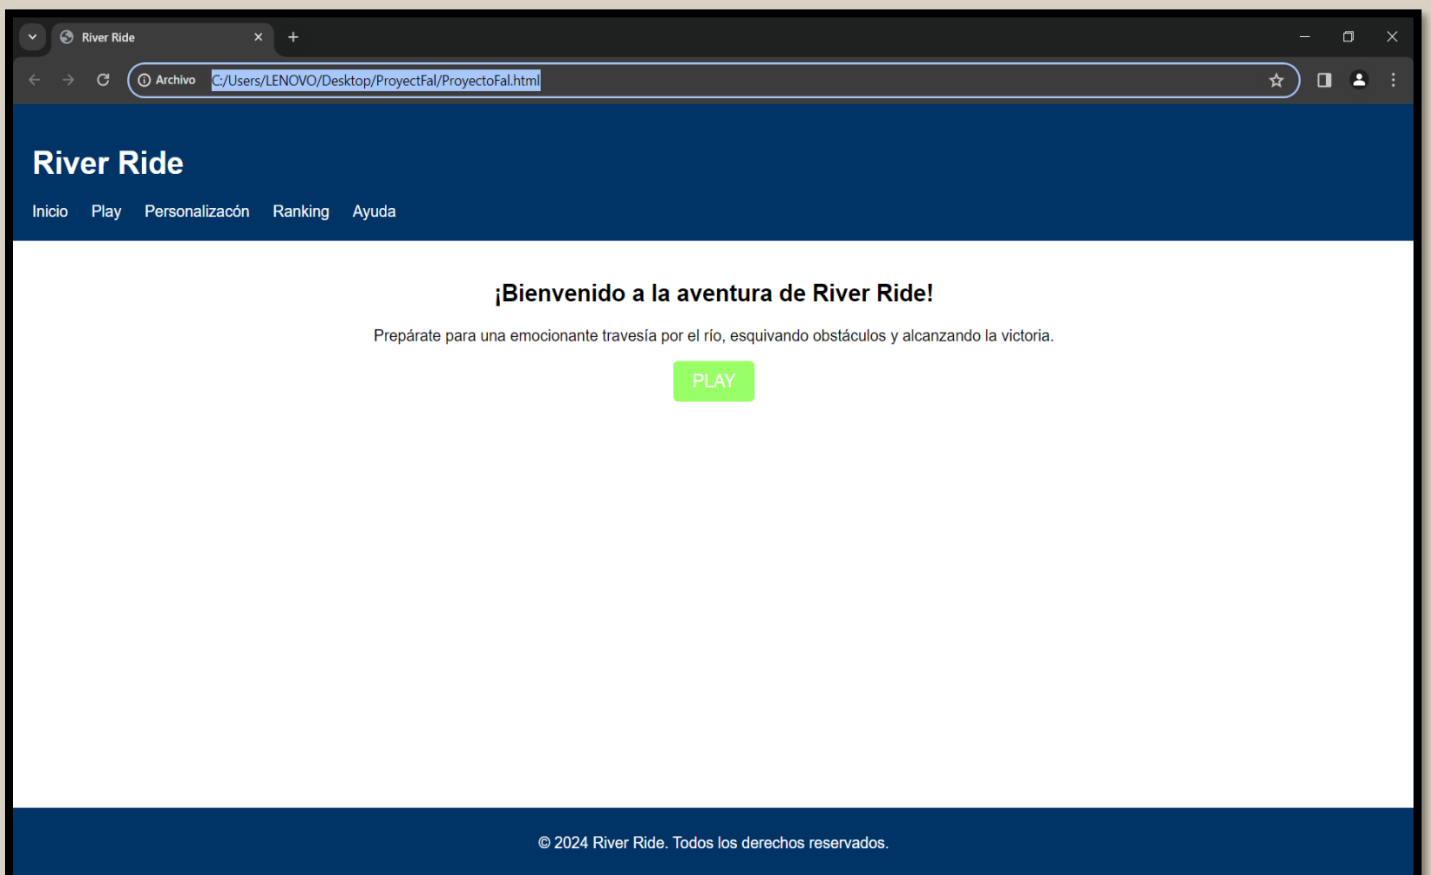 River Ride
Archivo C:/Users/LENOVO/Desktop/ProyectFal/ProyectoFal.html
River Ride
Inicio Play Personalizacón Ranking Ayuda
¡Bienvenido a la aventura de River Ride!
Prepárate para una emocionante travesía por el río, esquivando obstáculos y alcanzando la victoria.
PLAY
© 2024 River Ride. Todos los derechos reservados.